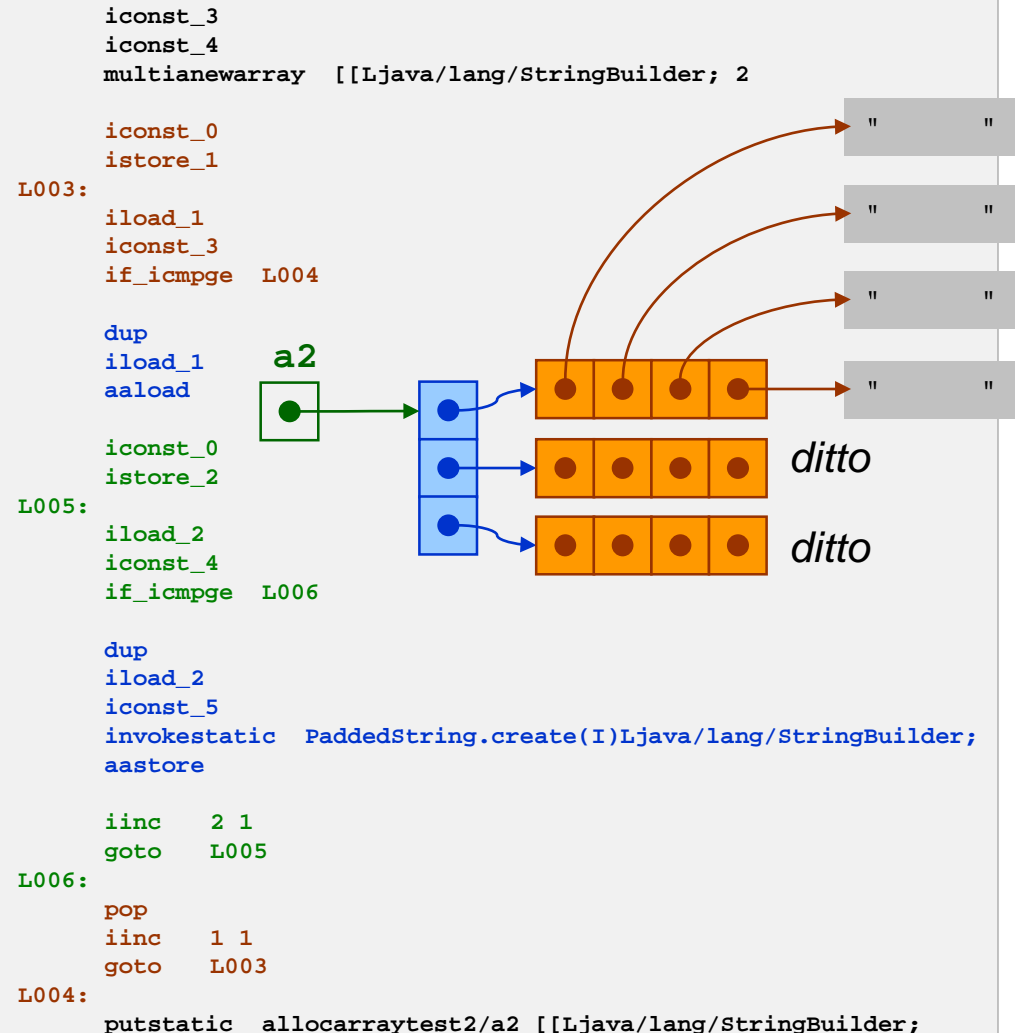 iconst_3
iconst_4
multianewarray [[Ljava/lang/StringBuilder; 2
" "
iconst_0
istore_1
L003:
" "
iload_1
iconst_3
if_icmpge L004
" "
dup
iload_1
a2
aaload
" "
iconst_0
istore_2
ditto
L005:
iload_2
iconst_4
if_icmpge L006
ditto
dup
iload_2
iconst_5
invokestatic PaddedString.create(I)Ljava/lang/StringBuilder;
aastore
iinc 2 1
goto L005
L006:
pop
iinc 1 1
goto L003
L004:
putstatic allocarraytest2/a2 [[Ljava/lang/StringBuilder;